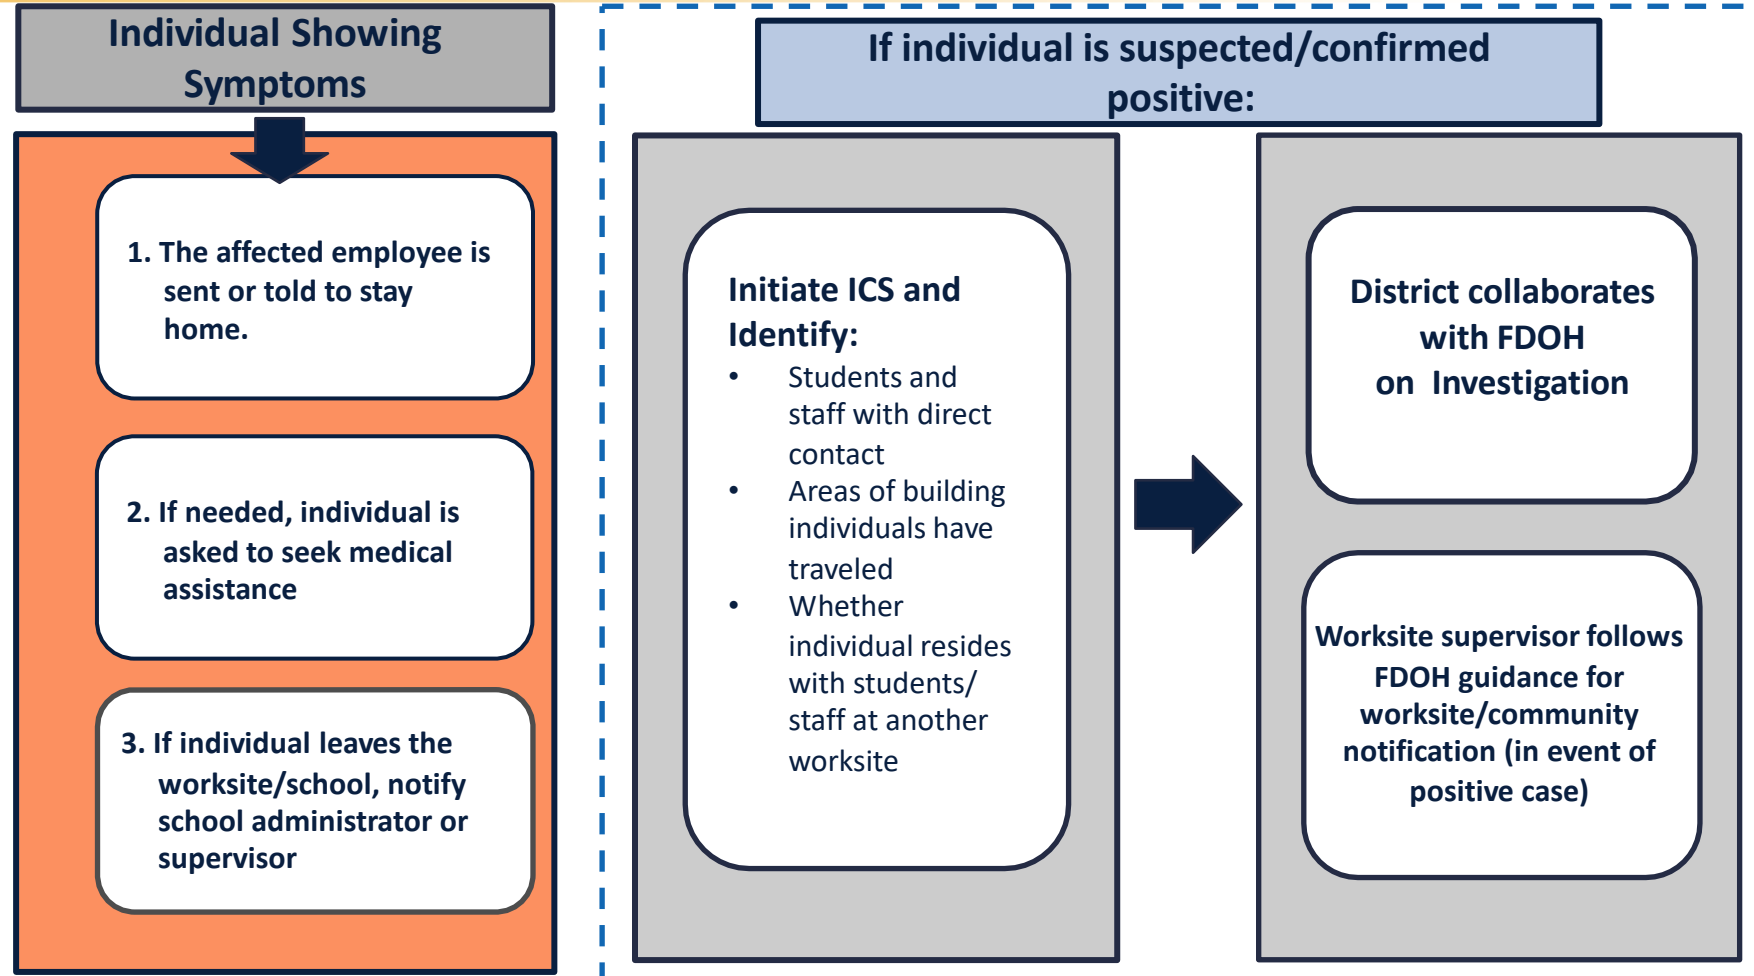 Individual Showing
Symptoms
1. The affected employee is
sent or told to stay
home.
2. If needed, individual is
asked to seek medical
assistance
3. If individual leaves the
worksite/school, notify
school administrator or
supervisor
If individual is suspected/confirmed
positive:
Initiate ICS and
Identify:
• Students and
staff with direct
contact
• Areas of building
individuals have
traveled
• Whether
individual resides
with students/
staff at another
worksite
District collaborates
with FDOH
on Investigation
Worksite supervisor follows
FDOH guidance for
worksite/community
notification (in event of
positive case)